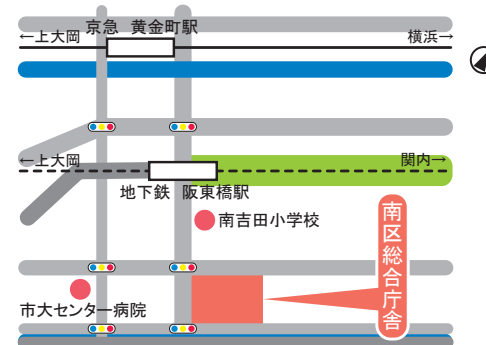 京急 黄金町駅
←上大岡
横浜→
←上大岡
関内→
地下鉄 阪東橋駅
南吉田小学校
南区総合庁舎
市大センター病院